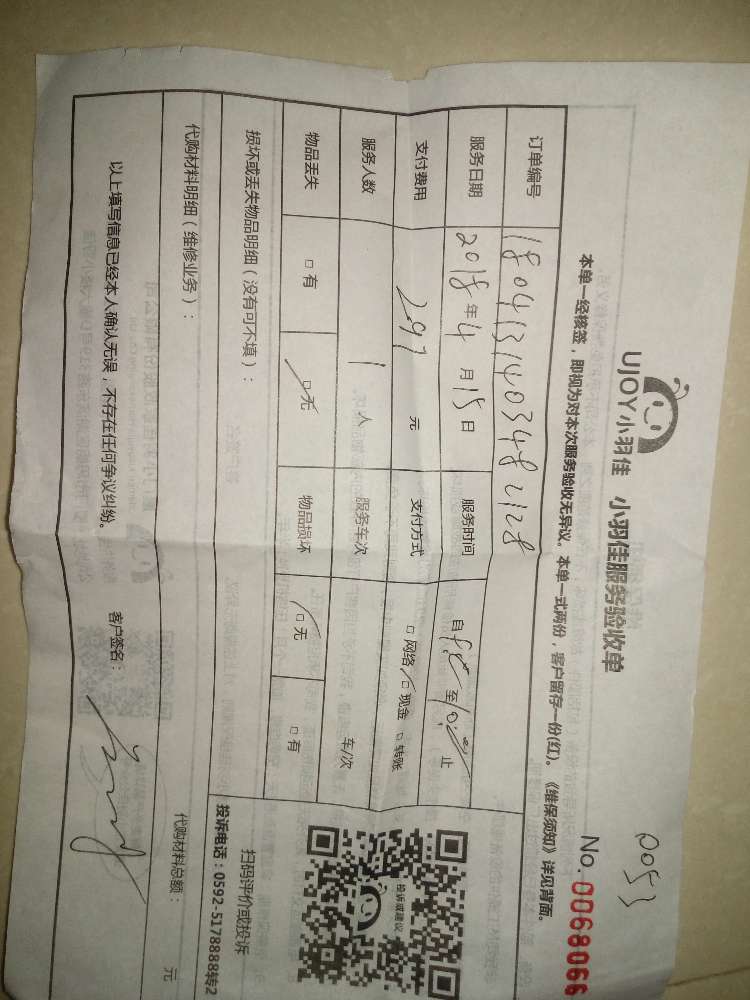 0053
UJOY小羽佳 小羽佳服务验收单
No. 0068066
本单一经核签，即视为对本次服务验收无异议。本单一式两份，客户留存一份(红)。《维保须知》详见背面。
订单编号 1804131403482128
服务日期 2018年4月15日 服务时间 自 至 止
支付费用 297 元 支付方式 □网络 □现金 □转账
服务人数 1 人 服务车次 车/次
物品丢失 □有 □无 物品损坏 □无 □有
损坏或丢失物品明细（没有可不填）：
投诉或建议
扫码评价或投诉
投诉电话：0592-5178888转2
代购材料明细（维修业务）： 代购材料总额： 元
以上填写信息已经本人确认无误，不存在任何争议纠纷。 客户签名：